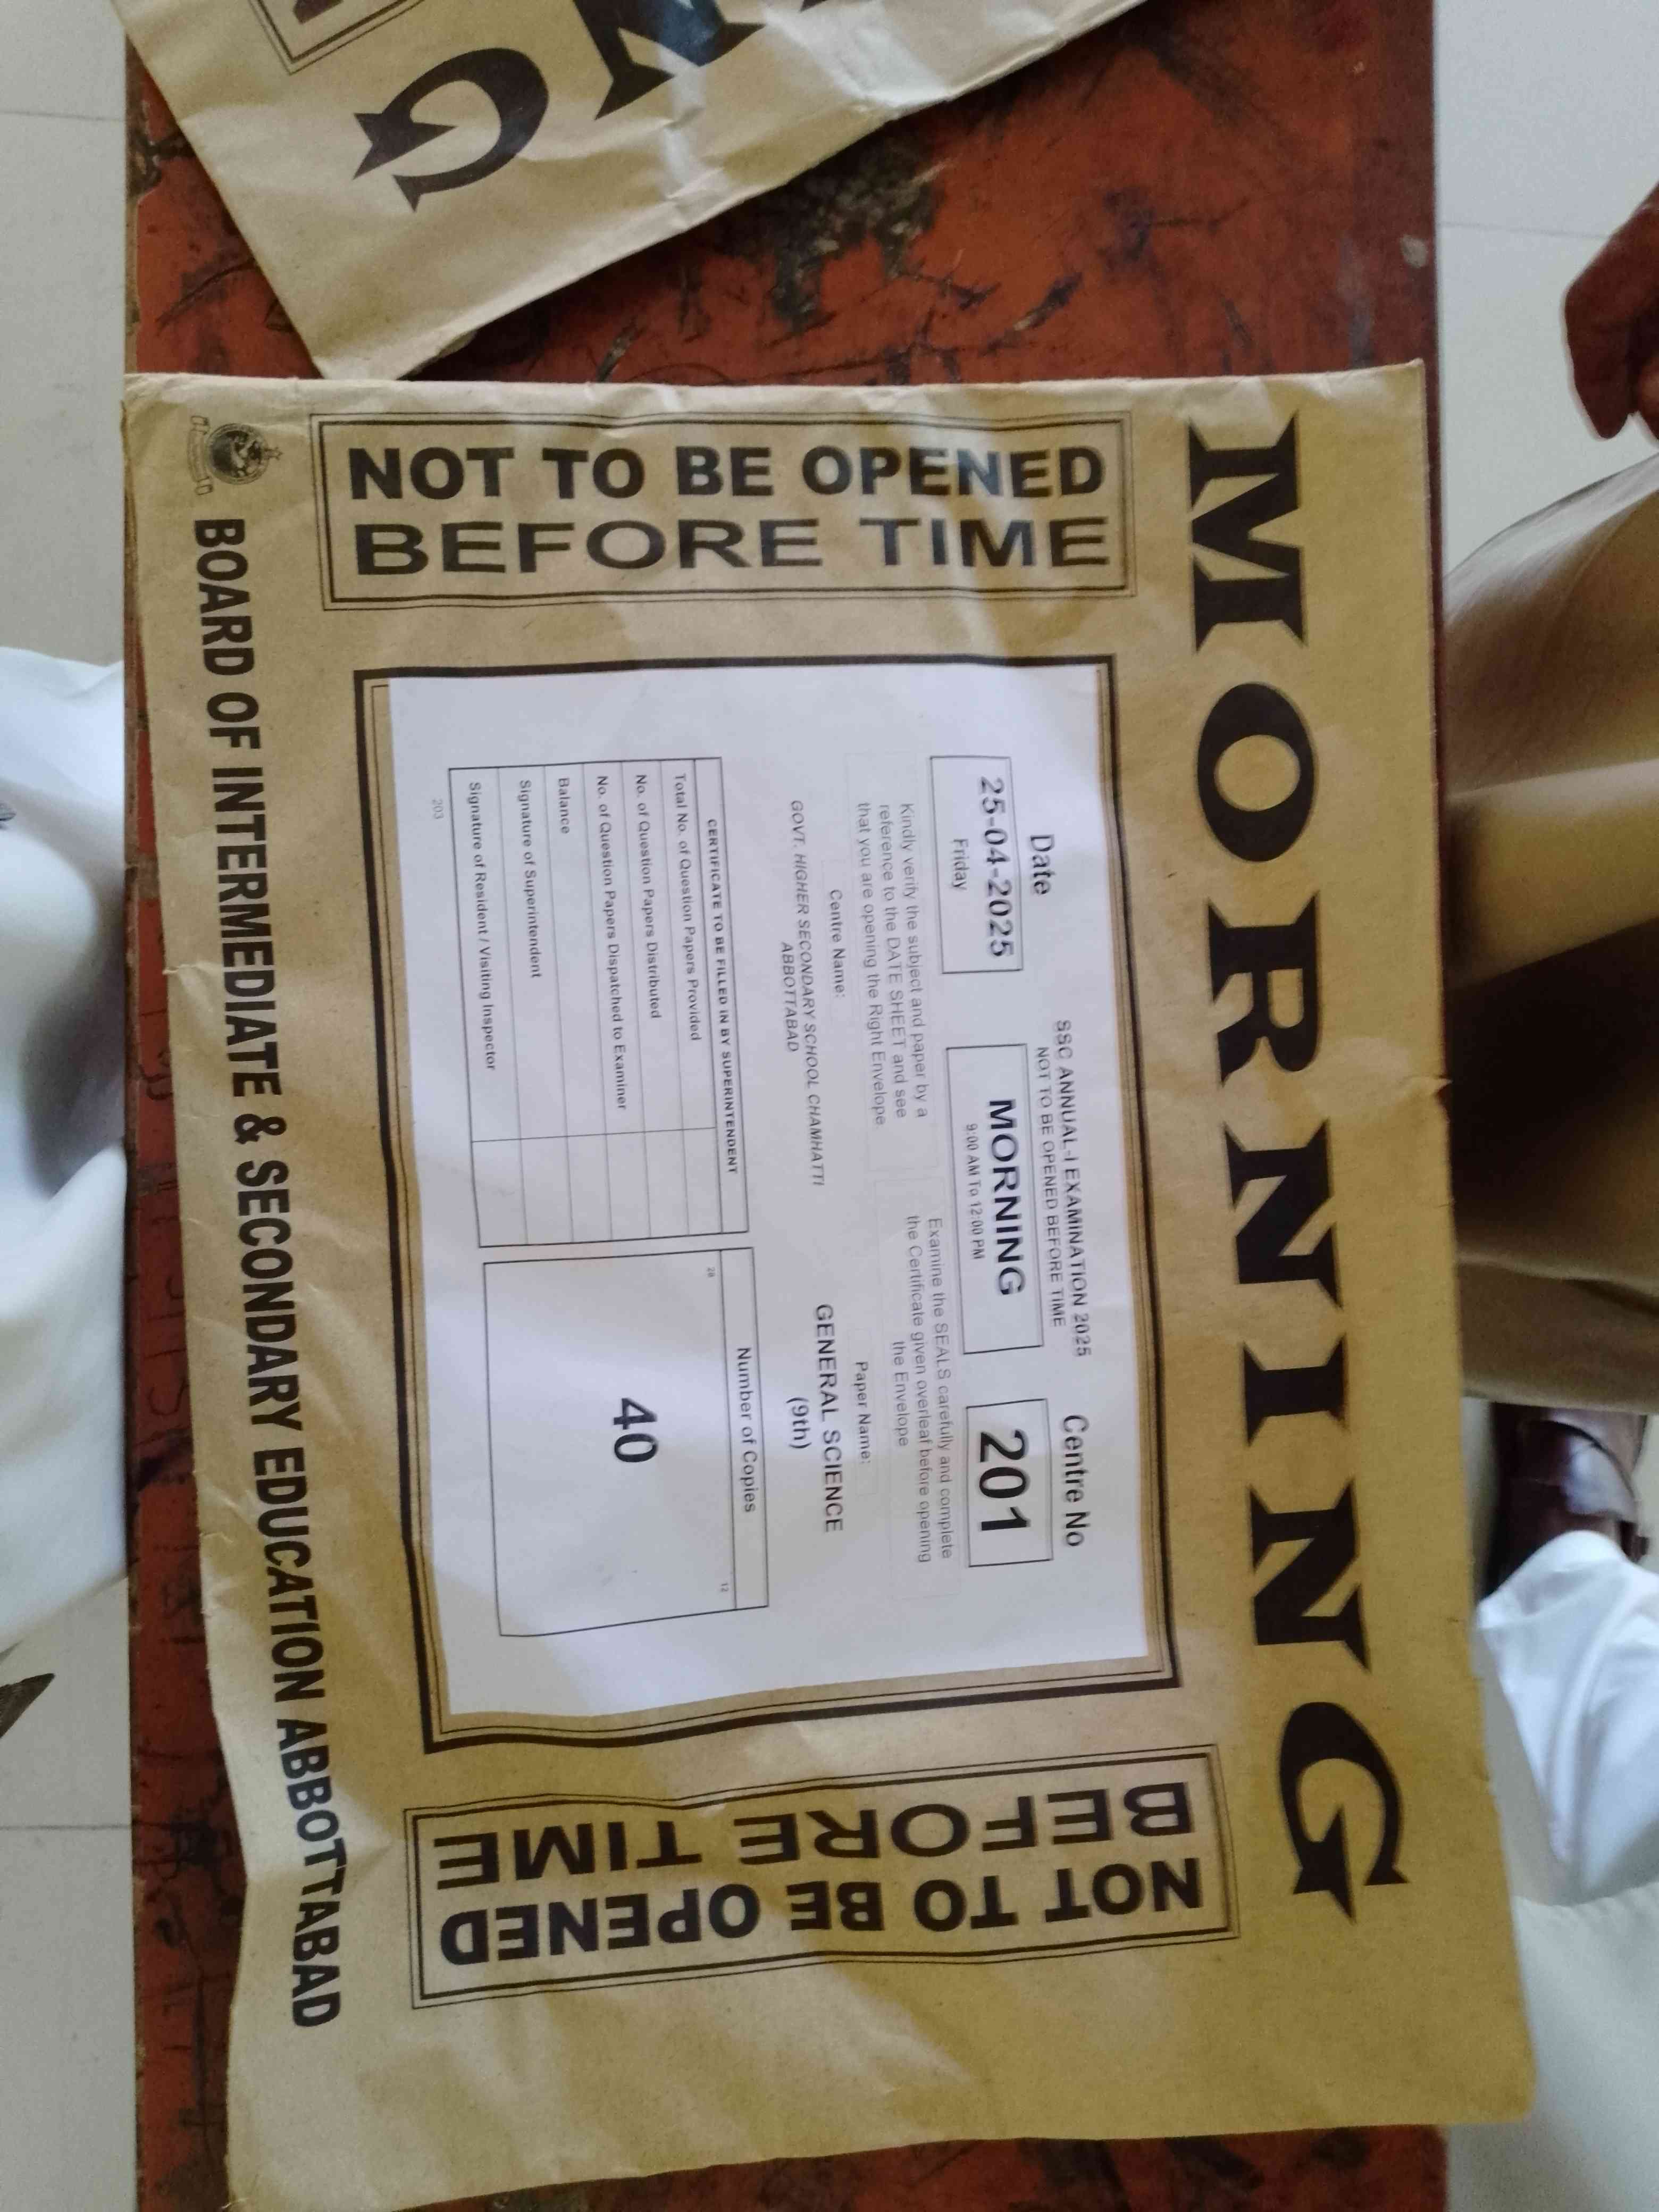 NG
MORNING
NOT TO BE OPENED
BEFORE TIME
SSC ANNUAL-I EXAMINATION 2025
NOT TO BE OPENED BEFORE TIME
Date
25-04-2025
Friday
MORNING
9:00 AM To 12:00 PM
Centre No
201
Kindly verify the subject and paper by a
reference to the DATE SHEET and see
that you are opening the Right Envelope
Examine the SEALS carefully and complete
the Certificate given overleaf before opening
the Envelope
Centre Name:
GOVT. HIGHER SECONDARY SCHOOL CHAMHATTI
ABBOTTABAD
Paper Name:
GENERAL SCIENCE
(9th)
CERTIFICATE TO BE FILLED IN BY SUPERINTENDENT
Total No. of Question Papers Provided
No. of Question Papers Distributed
No. of Question Papers Dispatched to Examiner
Balance
Signature of Superintendent
Signature of Resident / Visiting Inspector
203
Number of Copies
28
12
40
NOT TO BE OPENED
BEFORE TIME
BOARD OF INTERMEDIATE & SECONDARY EDUCATION ABBOTTABAD